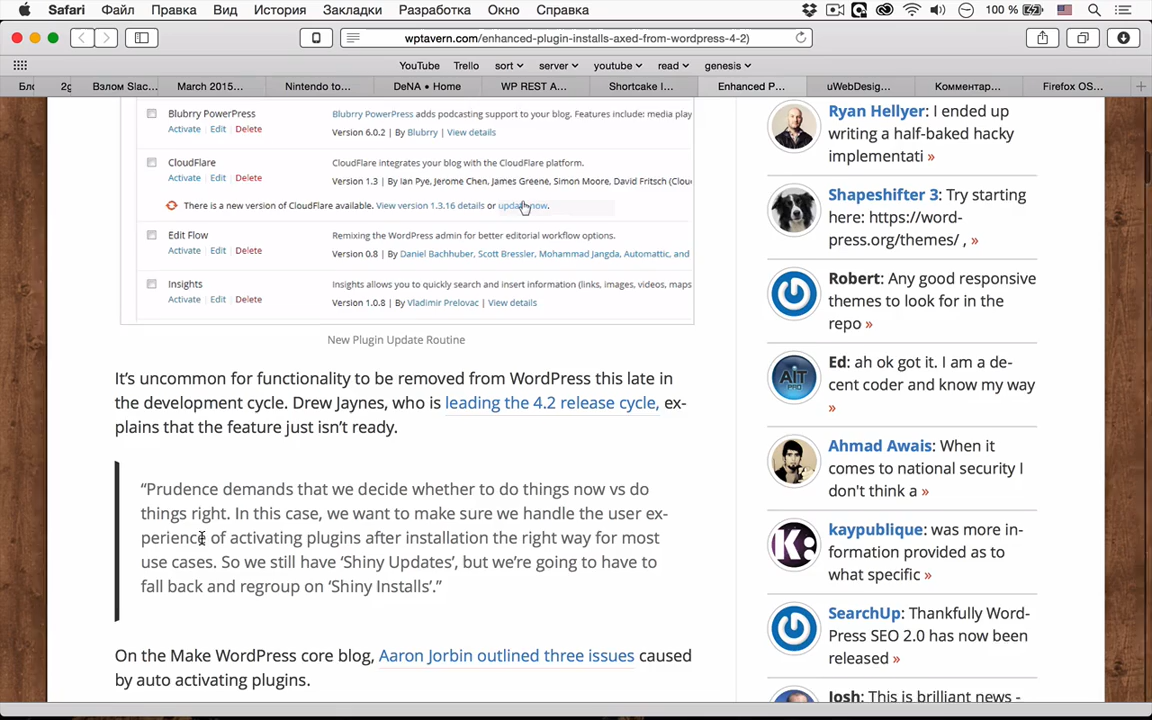 Safari Файл Правка Вид История Закладки Разработка Окно Справка 100 %
wptavern.com/enhanced-plugin-installs-axed-from-wordpress-4-2)
YouTube Trello sort server youtube read genesis
Бло 2g Взлом Slac... March 2015... Nintendo to... DeNA • Home WP REST A... Shortcake I... Enhanced P... uWebDesig... Комментар... Firefox OS...
Blubrry PowerPress
Blubrry PowerPress adds podcasting support to your blog. Features include: media play
Activate Edit Delete
Version 6.0.2 | By Blubrry | View details
CloudFlare
CloudFlare integrates your blog with the CloudFlare platform.
Activate Edit Delete
Version 1.3 | By Ian Pye, Jerome Chen, James Greene, Simon Moore, David Fritsch (Clou
There is a new version of CloudFlare available. View version 1.3.16 details or update now.
Edit Flow
Remixing the WordPress admin for better editorial workflow options.
Activate Edit Delete
Version 0.8 | By Daniel Bachhuber, Scott Bressler, Mohammad Jangda, Automattic, and
Insights
Insights allows you to quickly search and insert information (links, images, videos, maps
Activate Edit Delete
Version 1.0.8 | By Vladimir Prelovac | View details
New Plugin Update Routine
It's uncommon for functionality to be removed from WordPress this late in
the development cycle. Drew Jaynes, who is leading the 4.2 release cycle, ex-
plains that the feature just isn't ready.
“Prudence demands that we decide whether to do things now vs do
things right. In this case, we want to make sure we handle the user ex-
perience of activating plugins after installation the right way for most
use cases. So we still have ‘Shiny Updates’, but we're going to have to
fall back and regroup on ‘Shiny Installs’.”
On the Make WordPress core blog, Aaron Jorbin outlined three issues caused
by auto activating plugins.
Ryan Hellyer: I ended up
writing a half-baked hacky
implementati »
Shapeshifter 3: Try starting
here: https://word-
press.org/themes/ , »
Robert: Any good responsive
themes to look for in the
repo »
AIT
PRO
Ed: ah ok got it. I am a de-
cent coder and know my way
»
Ahmad Awais: When it
comes to national security I
don't think a »
kaypublique: was more in-
formation provided as to
what specific »
SearchUp: Thankfully Word-
Press SEO 2.0 has now been
released »
Josh: This is brilliant news -